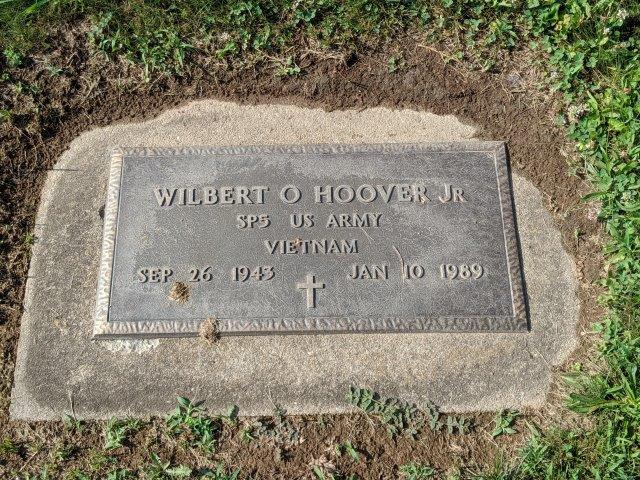 WILBERT O HOOVER JR
SP5 US ARMY
VIETNAM
SEP 26 1943 JAN 10 1989